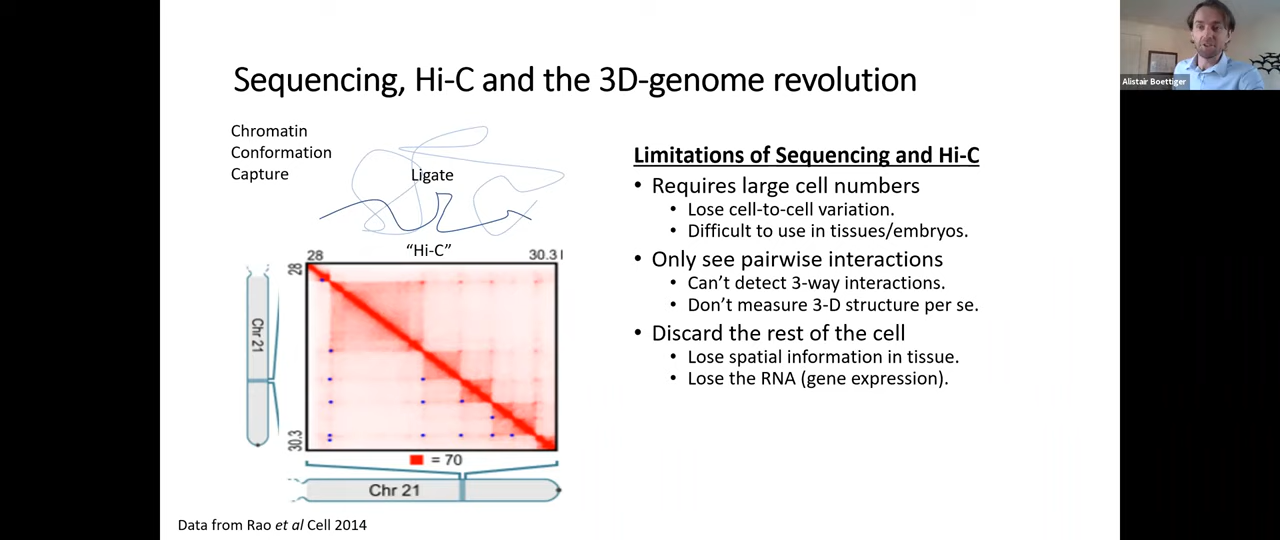 Sequencing, Hi-C and the 3D-genome revolution
Alistair Boettiger
Chromatin
Conformation
Capture
Ligate
"Hi-C"
28
30.3
28
Chr 21
30.3
= 70
Chr 21
Data from Rao et al Cell 2014
Limitations of Sequencing and Hi-C
• Requires large cell numbers
• Lose cell-to-cell variation.
• Difficult to use in tissues/embryos.
• Only see pairwise interactions
• Can't detect 3-way interactions.
• Don't measure 3-D structure per se.
• Discard the rest of the cell
• Lose spatial information in tissue.
• Lose the RNA (gene expression).